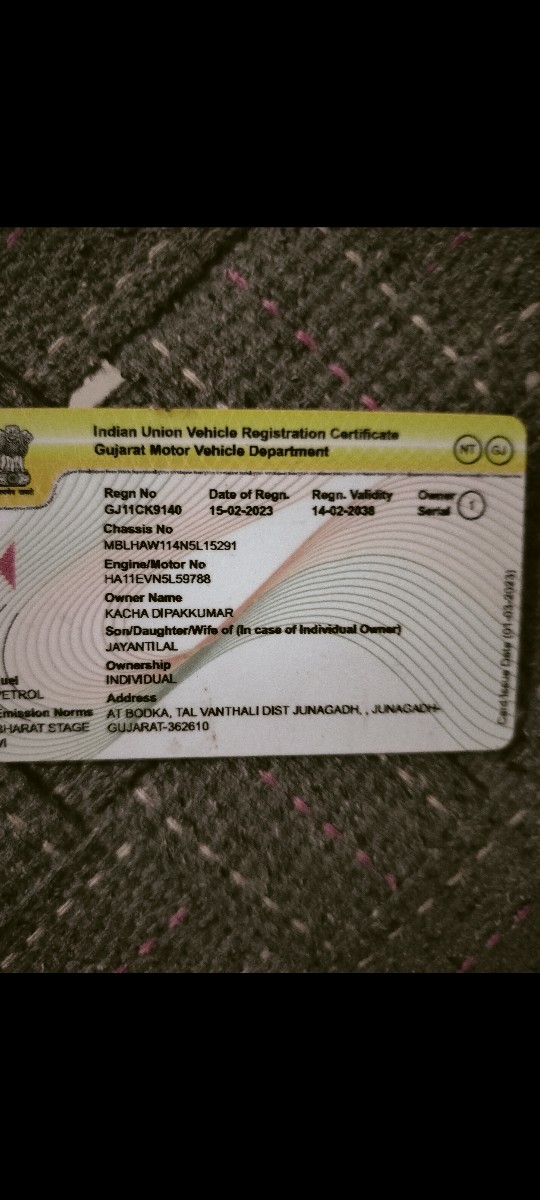 Indian Union Vehicle Registration Certificate
Gujarat Motor Vehicle Department
NT GJ
Regn No Date of Regn. Regn. Validity Owner Serial 1
GJ11CK9140 15-02-2023 14-02-2038
Chassis No
MBLHAW114N5L15291
Engine/Motor No
HA11EVN5L59788
Owner Name
KACHA DIPAKKUMAR
Son/Daughter/Wife of (In case of Individual Owner)
JAYANTILAL
Ownership
INDIVIDUAL
Address
AT BODKA, TAL VANTHALI DIST JUNAGADH, , JUNAGADH-
GUJARAT-362610
uel
ETROL
Emission Norms
BHARAT STAGE
VI
Card Issue Date (01-03-2023)